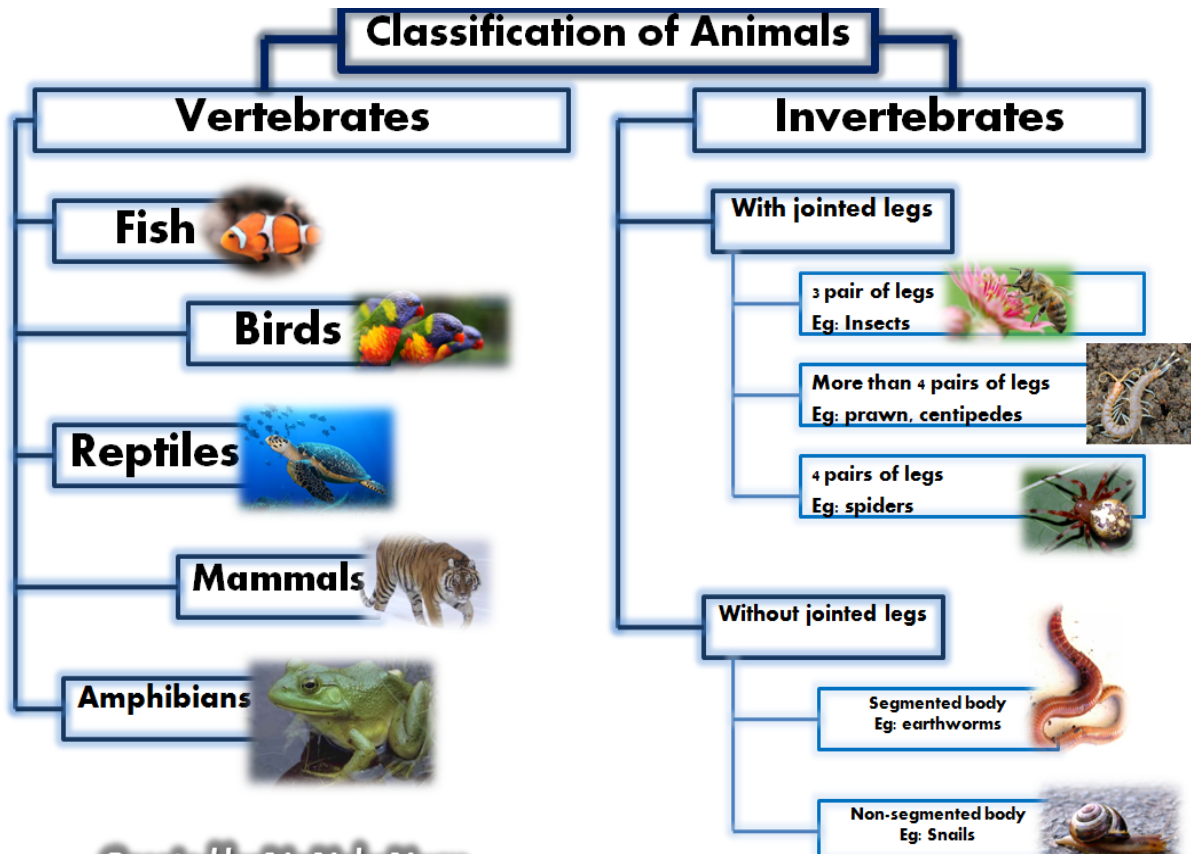 Classification of Animals
Vertebrates
Fish
Birds
Reptiles
Mammals
Amphibians
Invertebrates
With jointed legs
3 pair of legs
Eg: Insects
More than 4 pairs of legs
Eg: prawn, centipedes
4 pairs of legs
Eg: spiders
Without jointed legs
Segmented body
Eg: earthworms
Non-segmented body
Eg: Snails